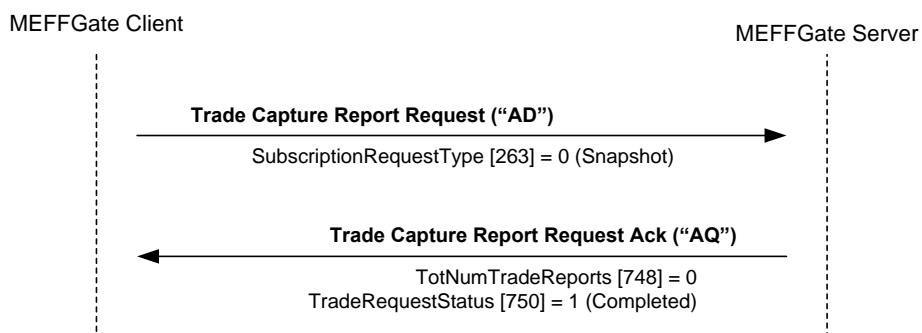 MEFFGate Client
MEFFGate Server
Trade Capture Report Request (“AD”)
SubscriptionRequestType [263] = 0 (Snapshot)
Trade Capture Report Request Ack (“AQ”)
TotNumTradeReports [748] = 0
TradeRequestStatus [750] = 1 (Completed)